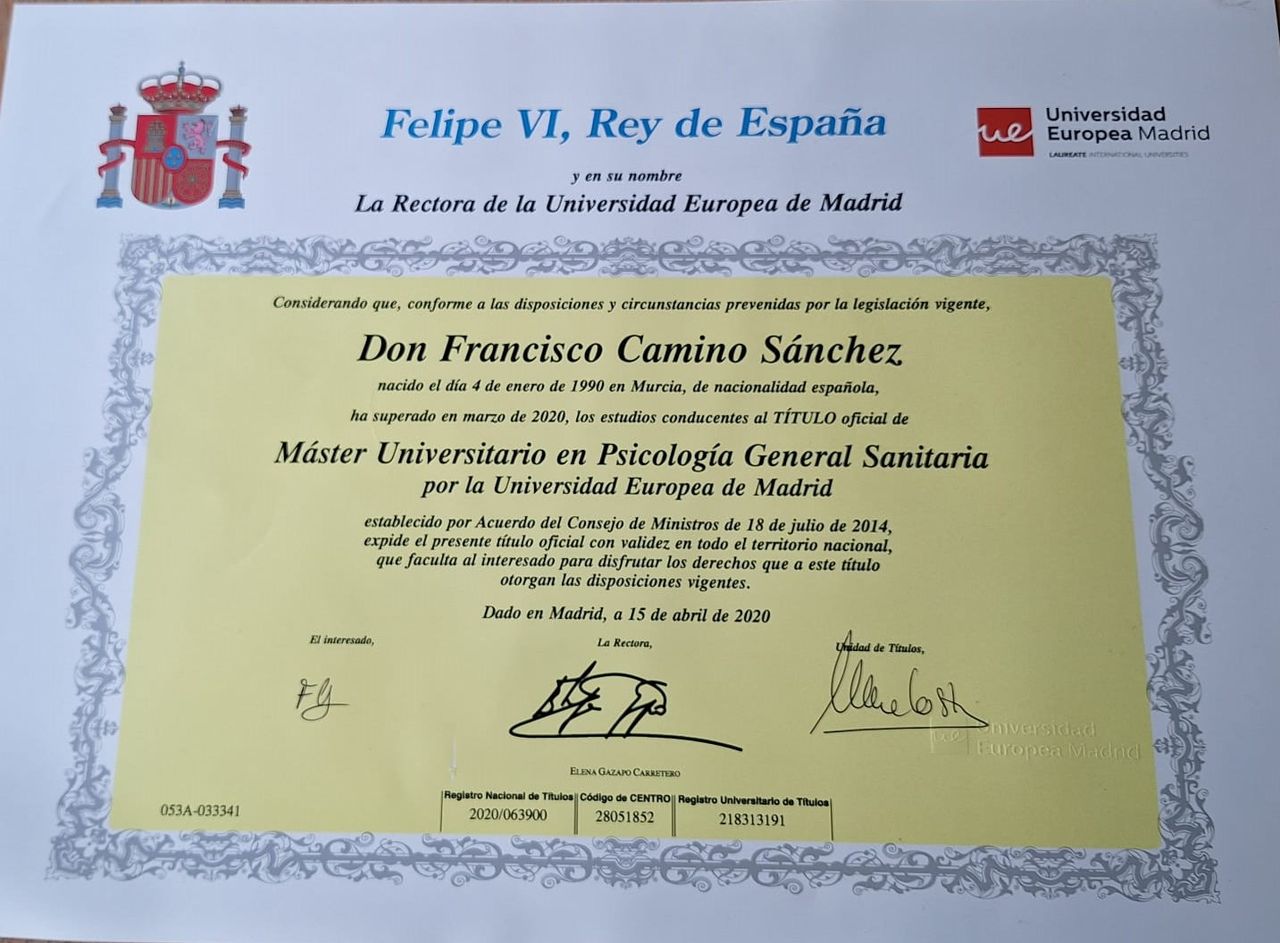 Felipe VI, Rey de España
ue Universidad
Europea Madrid
LAUREATE INTERNATIONAL UNIVERSITIES
y en su nombre
La Rectora de la Universidad Europea de Madrid
Considerando que, conforme a las disposiciones y circunstancias prevenidas por la legislación vigente,
Don Francisco Camino Sánchez
nacido el día 4 de enero de 1990 en Murcia, de nacionalidad española,
ha superado en marzo de 2020, los estudios conducentes al TÍTULO oficial de
Máster Universitario en Psicología General Sanitaria
por la Universidad Europea de Madrid
establecido por Acuerdo del Consejo de Ministros de 18 de julio de 2014,
expide el presente título oficial con validez en todo el territorio nacional,
que faculta al interesado para disfrutar los derechos que a este título
otorgan las disposiciones vigentes.
Dado en Madrid, a 15 de abril de 2020
El interesado,
La Rectora,
Unidad de Títulos,
ue Universidad
Europea Madrid
ELENA GAZAPO CARRETERO
053A-033341
Registro Nacional de Títulos
2020/063900
Código de CENTRO
28051852
Registro Universitario de Títulos
218313191